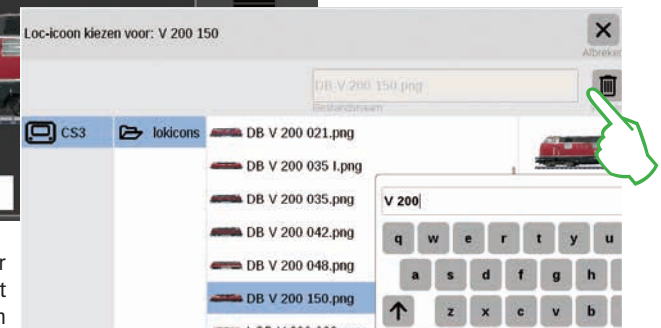 Loc-icoon kiezen voor: V 200 150
Afbreken
DB V 200 150.png
Bestandsnaam
CS3
lokicons
DB V 200 021.png
DB V 200 035 I.png
DB V 200 035.png
DB V 200 042.png
DB V 200 048.png
DB V 200 150.png
V 200
q w e r t y u
a s d f g h
z x c v b
r
t
n